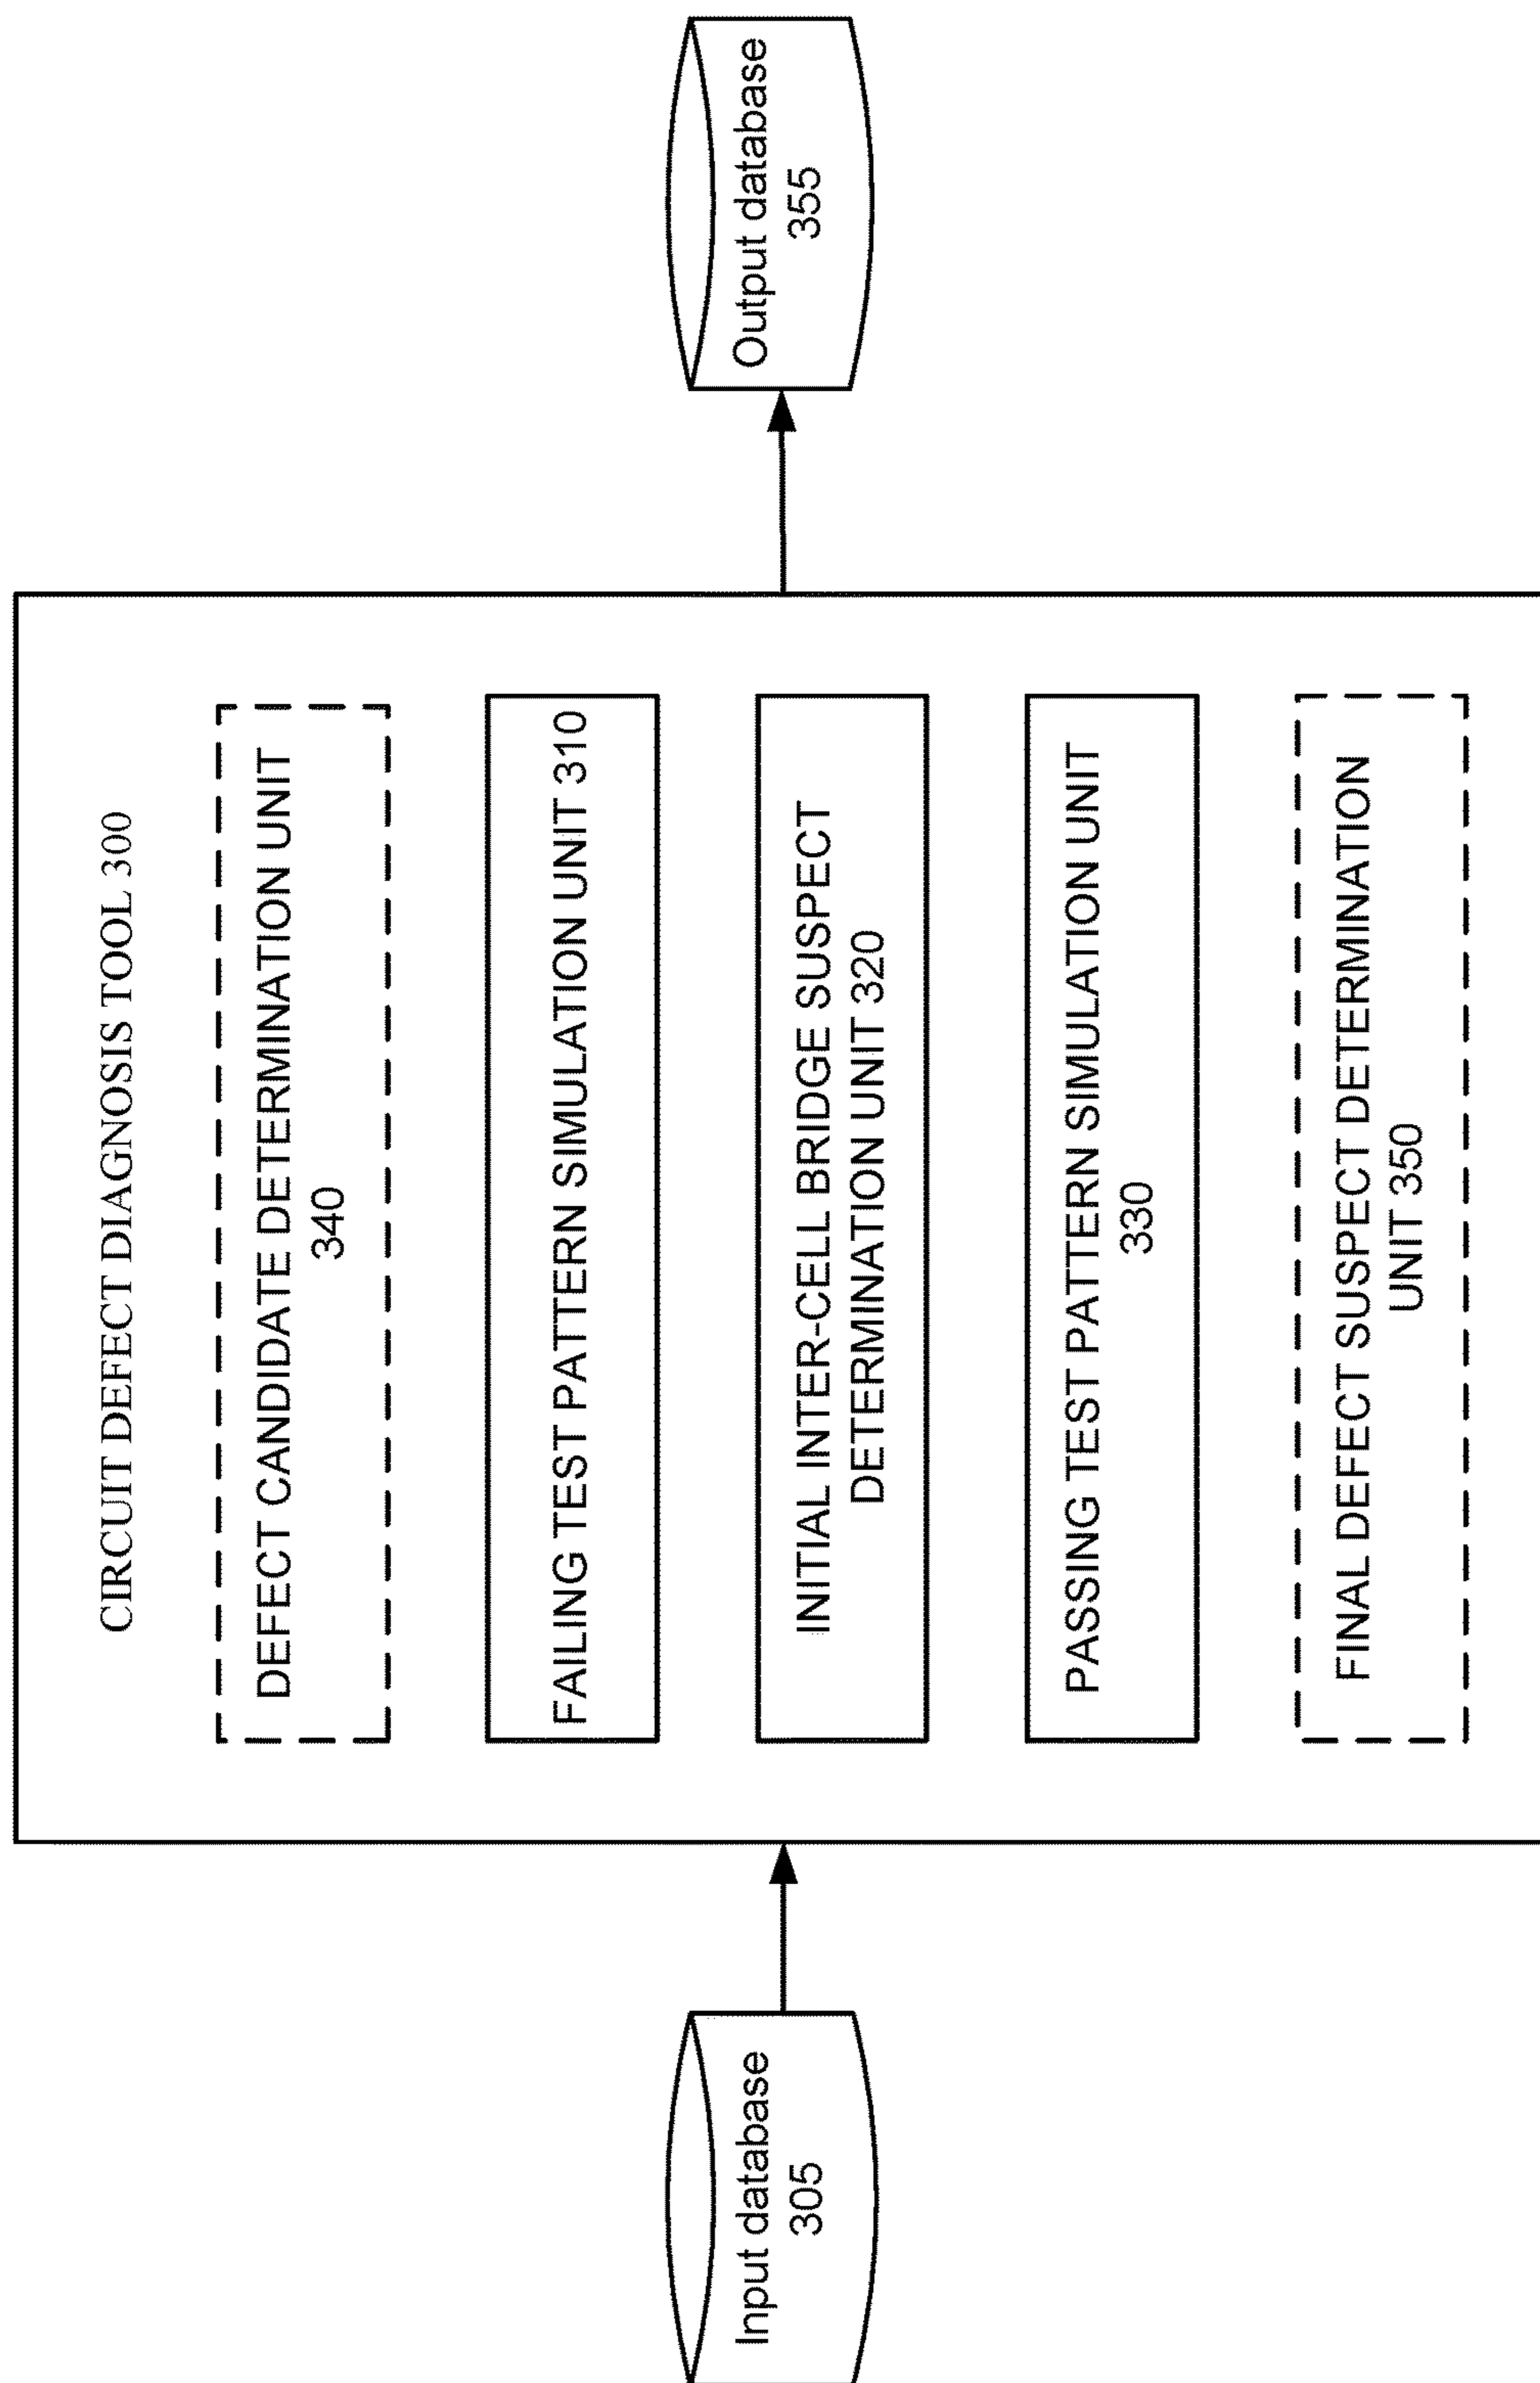 CIRCUIT DEFECT DIAGNOSIS TOOL 300
DEFECT CANDIDATE DETERMINATION UNIT
340
FAILING TEST PATTERN SIMULATION UNIT 310
INITIAL INTER-CELL BRIDGE SUSPECT
DETERMINATION UNIT 320
PASSING TEST PATTERN SIMULATION UNIT
330
FINAL DEFECT SUSPECT DETERMINATION
UNIT 350
Input database
305
Output database
355